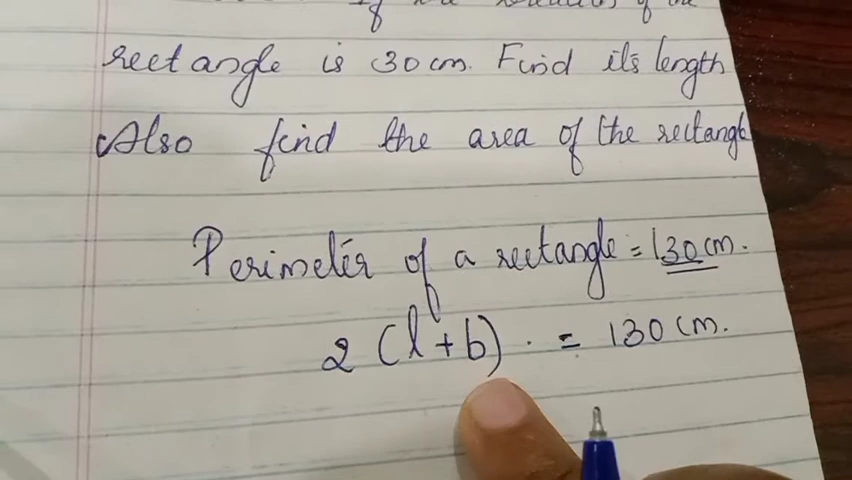 rectangle is 30 cm. Find its length
Also find the area of the rectangle
Perimeter of a rectangle = 130 cm.
2 (l + b) = 130 cm.